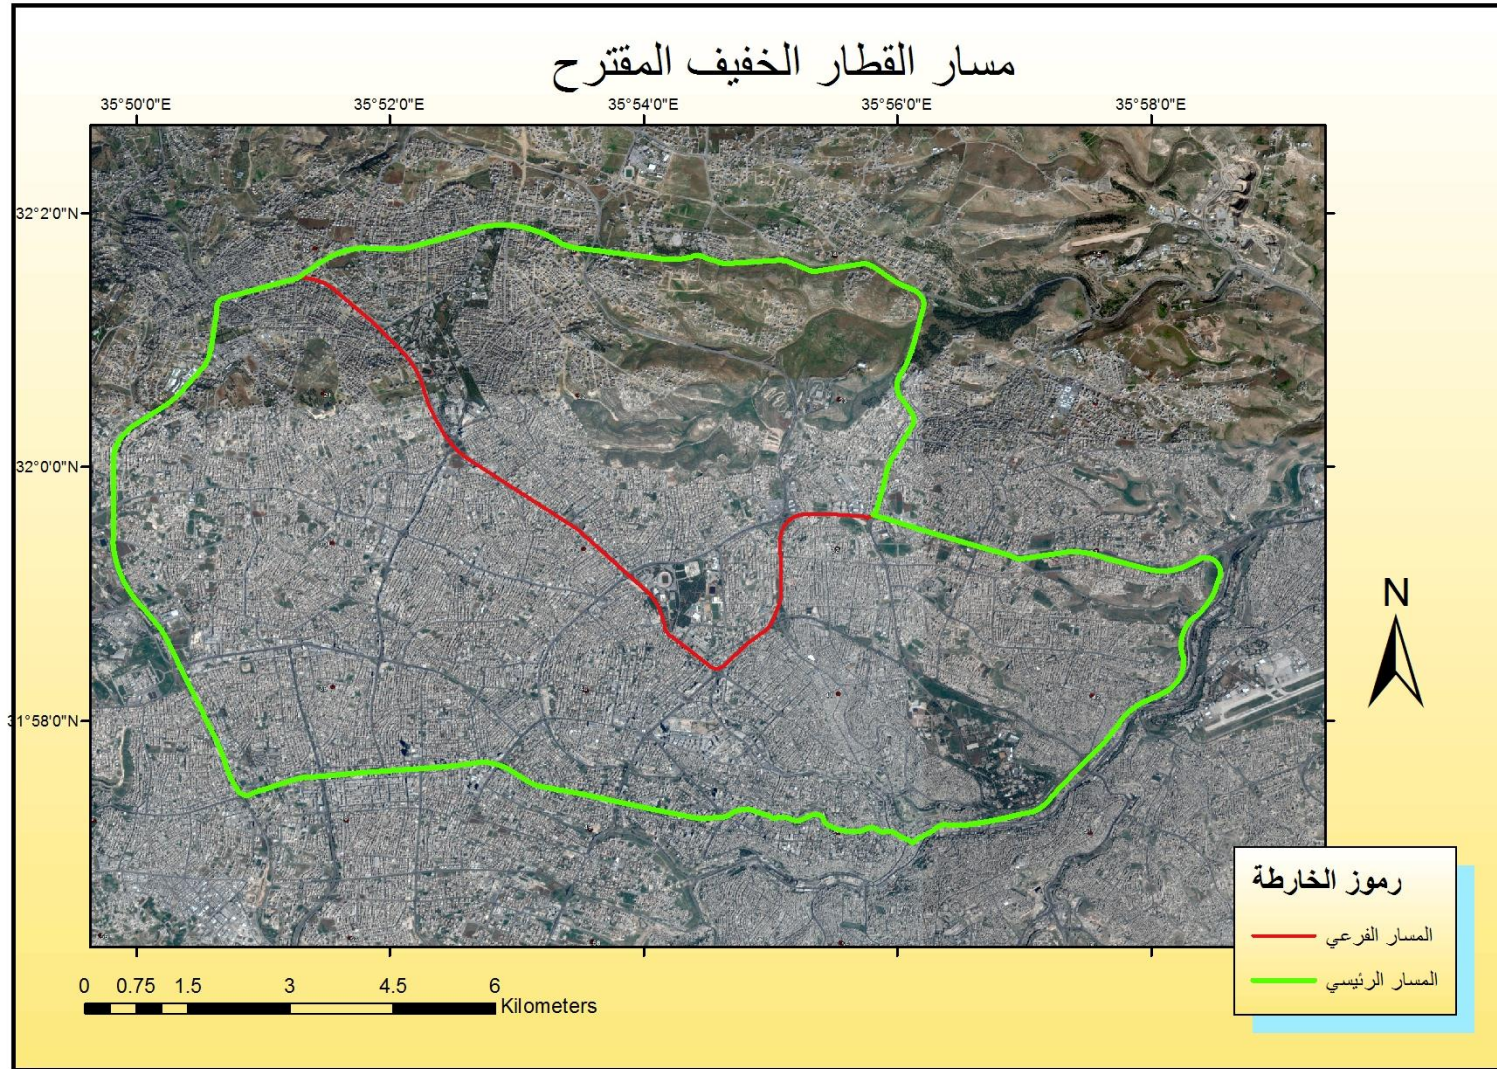 مسار القطار الخفيف المقترح
35°50'0"E 35°52'0"E 35°54'0"E 35°56'0"E 35°58'0"E
32°2'0"N
32°0'0"N
31°58'0"N
N
رموز الخارطة
المسار الفرعي
المسار الرئيسي
0 0.75 1.5 3 4.5 6
Kilometers